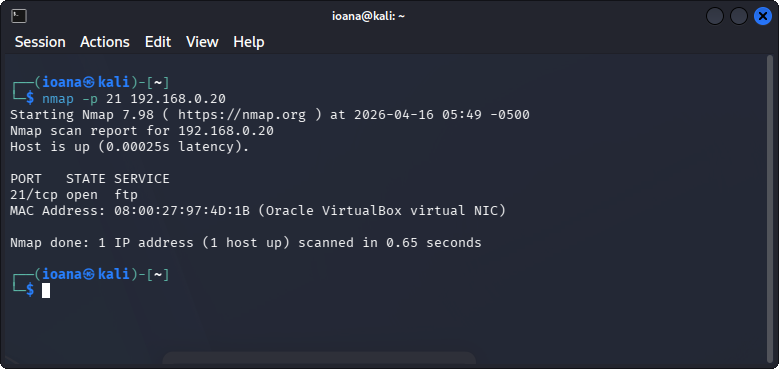 ioana@kali: ~
Session Actions Edit View Help
┌──(ioana㉿kali)-[~]
└─$ nmap -p 21 192.168.0.20
Starting Nmap 7.98 ( https://nmap.org ) at 2026-04-16 05:49 -0500
Nmap scan report for 192.168.0.20
Host is up (0.00025s latency).
PORT   STATE SERVICE
21/tcp open  ftp
MAC Address: 08:00:27:97:4D:1B (Oracle VirtualBox virtual NIC)
Nmap done: 1 IP address (1 host up) scanned in 0.65 seconds
┌──(ioana㉿kali)-[~]
└─$